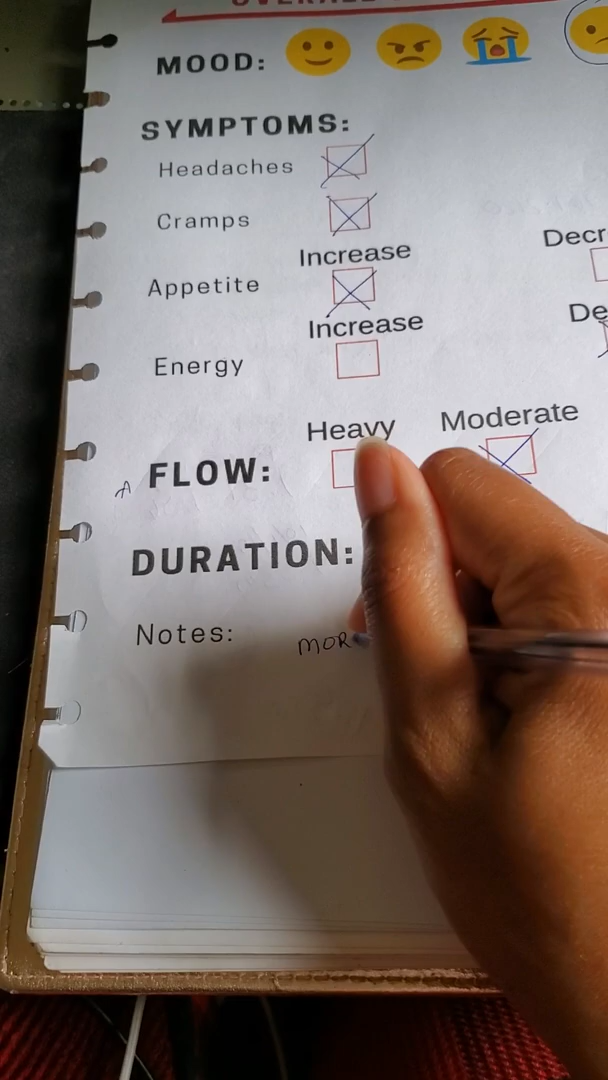 MOOD:
SYMPTOMS:
Headaches
Cramps
Increase Decr
Appetite
Increase De
Energy
Heavy Moderate
A FLOW:
DURATION:
Notes: MOR